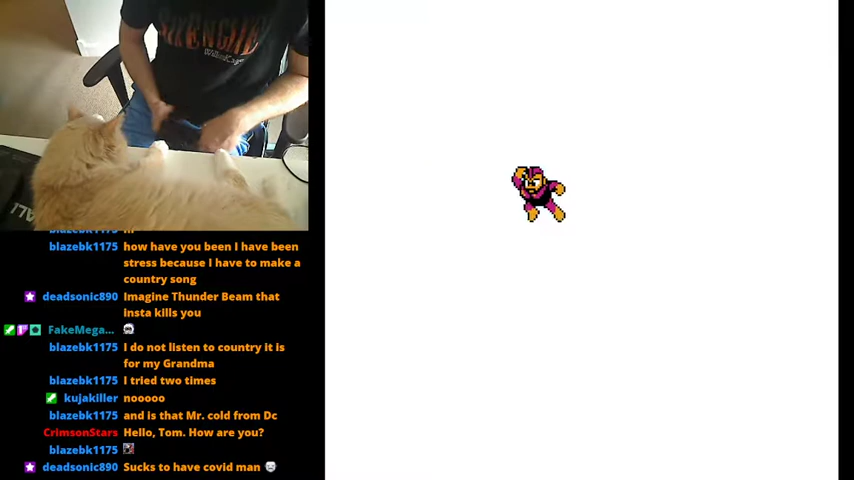 blazebk1175 how have you been I have been
stress because I have to make a
country song
deadsonic890 Imagine Thunder Beam that
insta kills you
FakeMega...
blazebk1175 I do not listen to country it is
for my Grandma
blazebk1175 I tried two times
kujakiller nooooo
blazebk1175 and is that Mr. cold from Dc
CrimsonStars Hello, Tom. How are you?
blazebk1175
deadsonic890 Sucks to have covid man